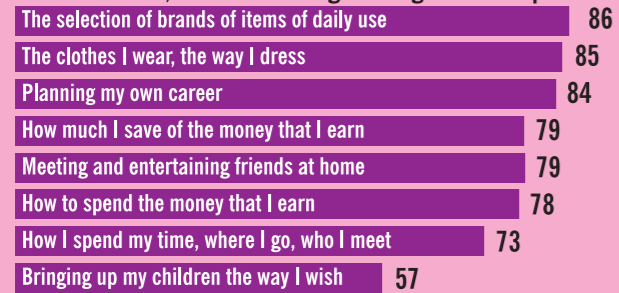 The selection of brands of items of daily use 86
The clothes I wear, the way I dress 85
Planning my own career 84
How much I save of the money that I earn 79
Meeting and entertaining friends at home 79
How to spend the money that I earn 78
How I spend my time, where I go, who I meet 73
Bringing up my children the way I wish 57